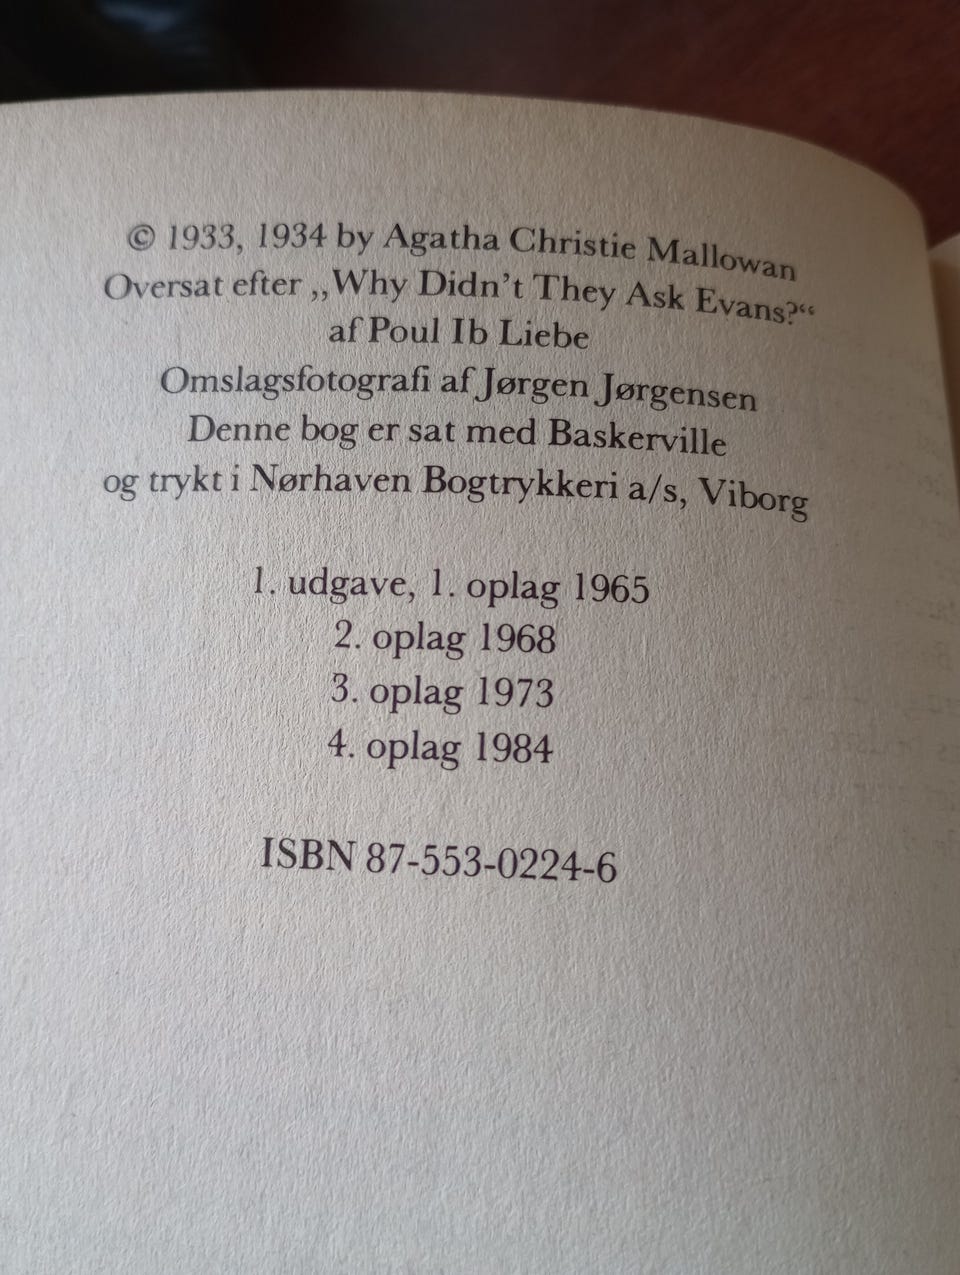 © 1933, 1934 by Agatha Christie Mallowan
Oversat efter „Why Didn't They Ask Evans?“
af Poul Ib Liebe
Omslagsfotografi af Jørgen Jørgensen
Denne bog er sat med Baskerville
og trykt i Nørhaven Bogtrykkeri a/s, Viborg
1. udgave, 1. oplag 1965
2. oplag 1968
3. oplag 1973
4. oplag 1984
ISBN 87-553-0224-6